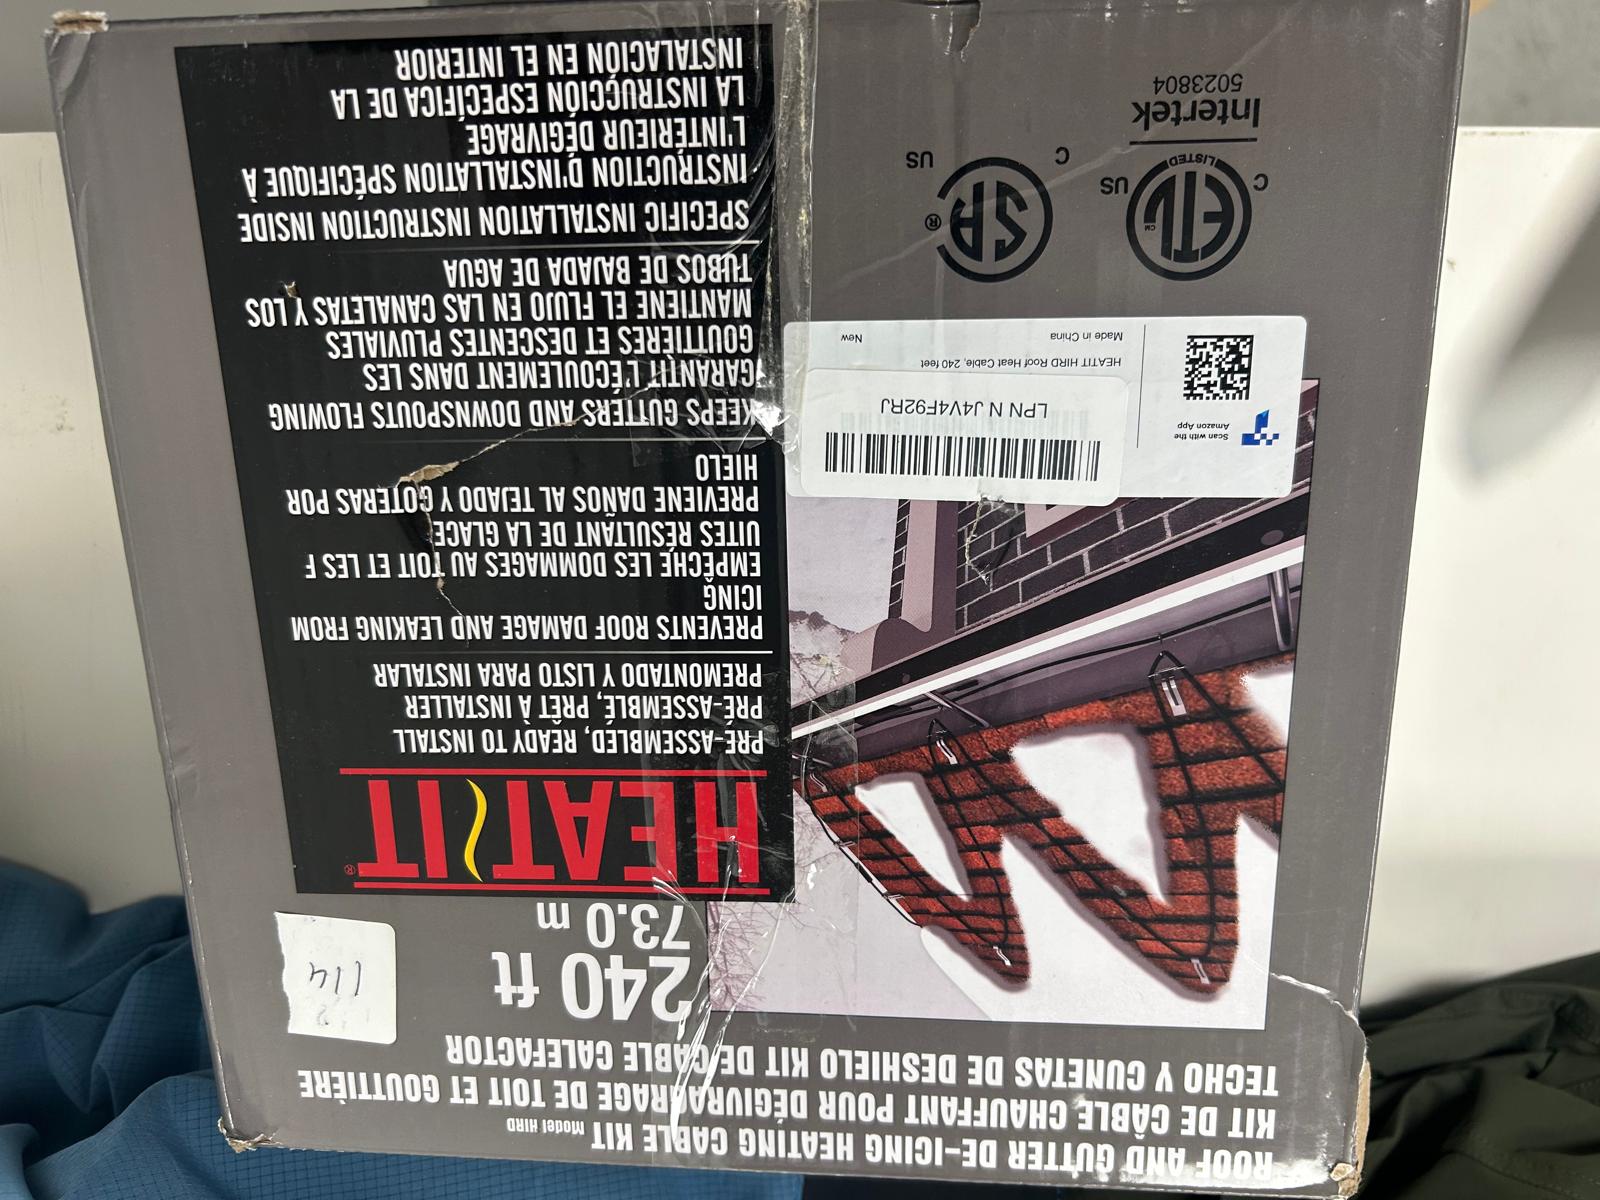 ROOF AND GUTTER DE-ICING HEATING CABLE KIT Model HIRD
KIT DE CÂBLE CHAUFFANT POUR DÉGIVRAGRAGE DE TOIT ET GOUTTIÈRE
TECHO Y CUNETAS DE DESHIELO KIT DE CABLE CALEFACTOR
240 ft
73.0 m
114
HEATIT®
PRE-ASSEMBLED, READY TO INSTALL
PRÉ-ASSEMBLÉ, PRÊT À INSTALLER
PREMONTADO Y LISTO PARA INSTALAR
PREVENTS ROOF DAMAGE AND LEAKING FROM
ICING
EMPÊCHE LES DOMMAGES AU TOIT ET LES F
UITES RÉSULTANT DE LA GLACE
PREVIENE DAÑOS AL TEJADO Y GOTERAS POR
HIELO
KEEPS GUTTERS AND DOWNSPOUTS FLOWING
GARANTIT L'ÉCOULEMENT DANS LES
GOUTTIÈRES ET DESCENTES PLUVIALES
MANTIENE EL FLUJO EN LAS CANALETAS Y LOS
TUBOS DE BAJADA DE AGUA
SPECIFIC INSTALLATION INSTRUCTION INSIDE
INSTRUCTION D'INSTALLATION SPÉCIFIQUE À
L'INTÉRIEUR DÉGIVRAGE
LA INSTRUCCIÓN ESPECÍFICA DE LA
INSTALACIÓN EN EL INTERIOR
Scan with the
Amazon App
LPN N J4V4F92RJ
HEATIT HIRD Roof Heat Cable, 240 feet
Made in China
New
C ETL CM US
LISTED
Intertek
5023804
C SA ® US